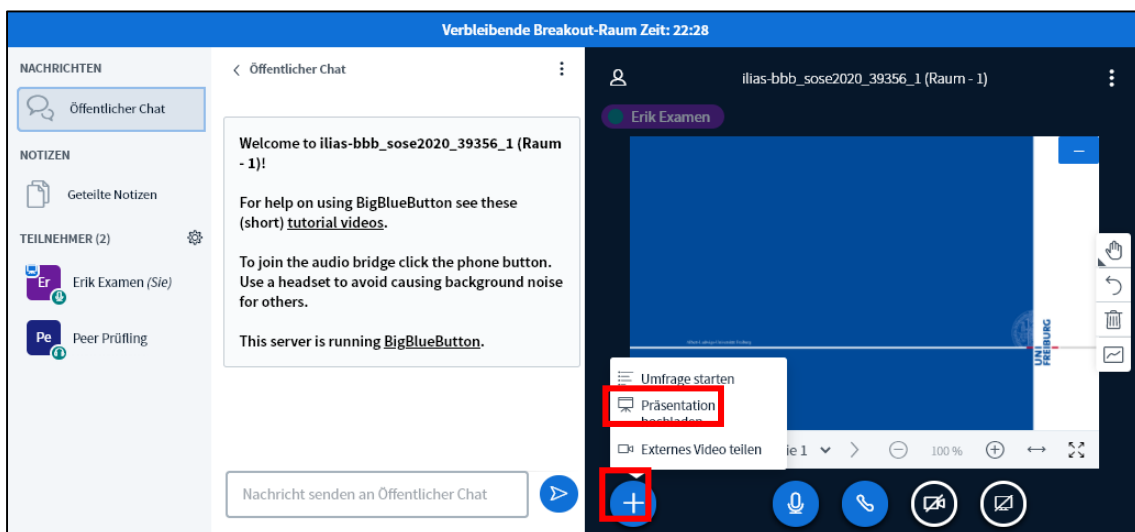 Verbleibende Breakout-Raum Zeit: 22:28
NACHRICHTEN
Öffentlicher Chat
NOTIZEN
Geteilte Notizen
TEILNEHMER (2)
Er
Erik Examen (Sie)
Pe
Peer Prüfling
Öffentlicher Chat
Welcome to ilias-bbb_sose2020_39356_1 (Raum
- 1)!
For help on using BigBlueButton see these
(short) tutorial videos.
To join the audio bridge click the phone button.
Use a headset to avoid causing background noise
for others.
This server is running BigBlueButton.
Nachricht senden an Öffentlicher Chat
ilias-bbb_sose2020_39356_1 (Raum - 1)
Erik Examen
UNI
FREIBURG
Umfrage starten
Präsentation
hochladen
Externes Video teilen
ie 1
100 %